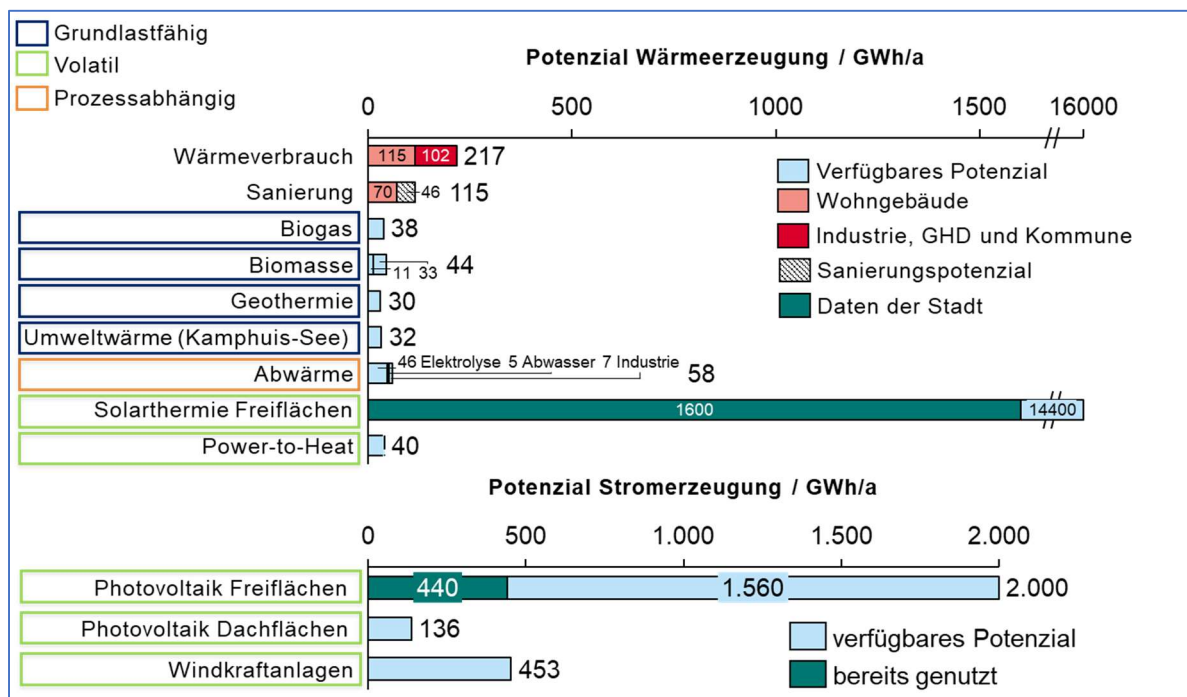 Grundlastfähig
Volatil
Prozessabhängig
Potenzial Wärmeerzeugung / GWh/a
0 500 1000 1500 16000
Wärmeverbrauch 115 102 217
Sanierung 70 46 115
Biogas 38
Biomasse 11 33 44
Geothermie 30
Umweltwärme (Kamphuis-See) 32
46 Elektrolyse 5 Abwasser 7 Industrie
Abwärme 58
Solarthermie Freiflächen 1600 14400
Power-to-Heat 40
Verfügbares Potenzial
Wohngebäude
Industrie, GHD und Kommune
Sanierungspotenzial
Daten der Stadt
Potenzial Stromerzeugung / GWh/a
0 500 1.000 1.500 2.000
Photovoltaik Freiflächen 440 1.560 2.000
Photovoltaik Dachflächen 136
Windkraftanlagen 453
verfügbares Potenzial
bereits genutzt